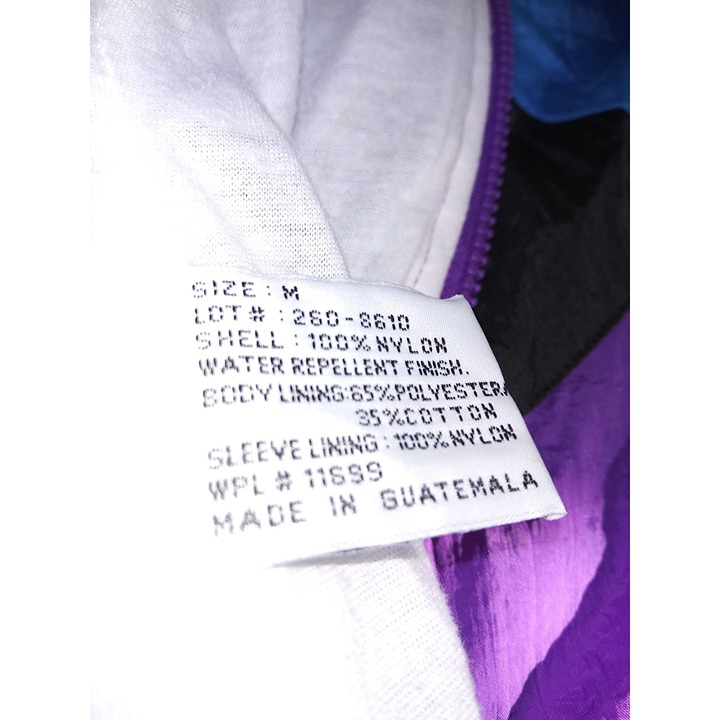 SIZE: M
LOT# : 260-8610
SHELL: 100% NYLON
WATER REPELLENT FINISH.
BODY LINING:65%POLYESTER
35%COTTON
SLEEVE LINING:100%NYLON
WPL # 11699
MADE IN GUATEMALA